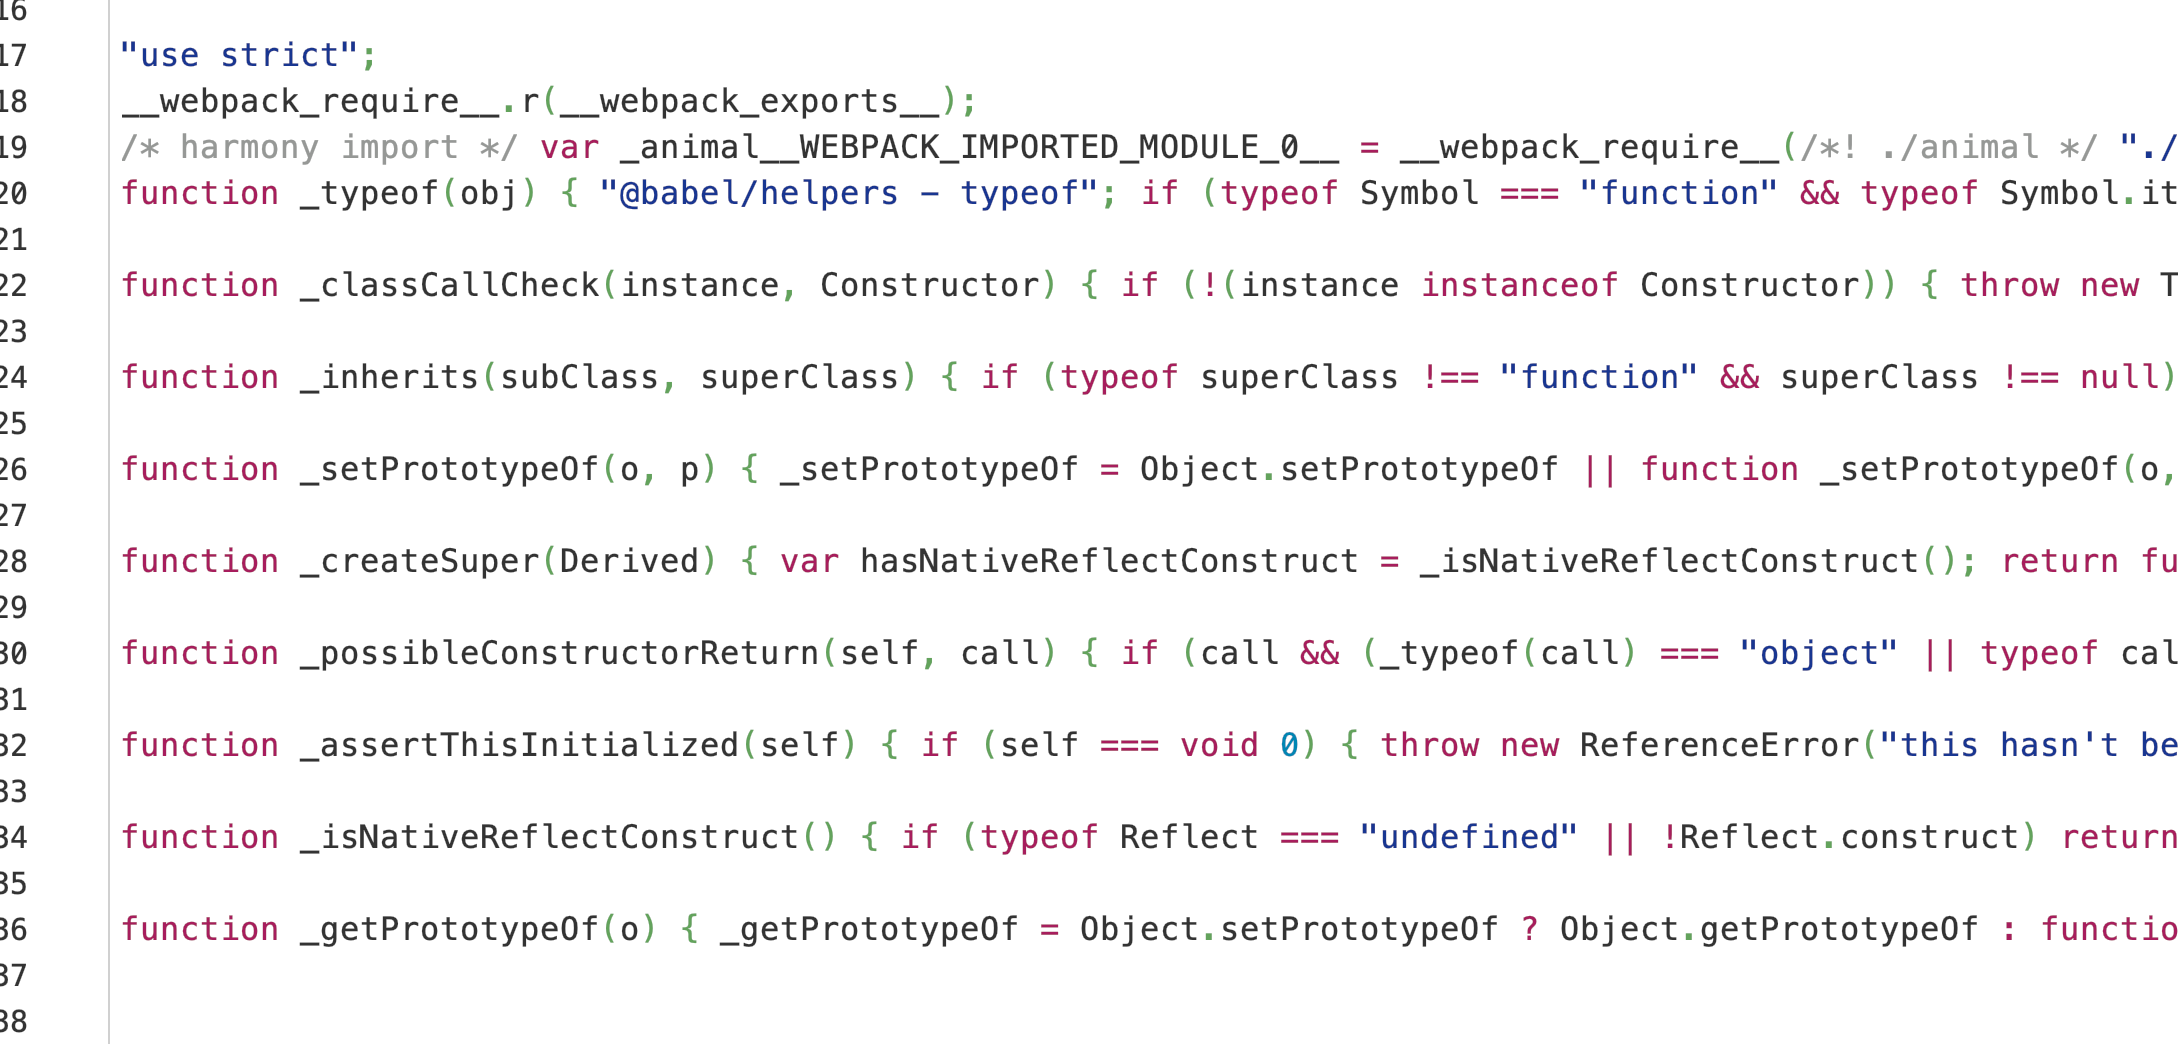 16
17 "use strict";
18 __webpack_require__.r(__webpack_exports__);
19 /* harmony import */ var _animal__WEBPACK_IMPORTED_MODULE_0__ = __webpack_require__(/*! ./animal */ "./
20 function _typeof(obj) { "@babel/helpers - typeof"; if (typeof Symbol === "function" && typeof Symbol.it
21
22 function _classCallCheck(instance, Constructor) { if (!(instance instanceof Constructor)) { throw new T
23
24 function _inherits(subClass, superClass) { if (typeof superClass !== "function" && superClass !== null)
25
26 function _setPrototypeOf(o, p) { _setPrototypeOf = Object.setPrototypeOf || function _setPrototypeOf(o,
27
28 function _createSuper(Derived) { var hasNativeReflectConstruct = _isNativeReflectConstruct(); return fu
29
30 function _possibleConstructorReturn(self, call) { if (call && (_typeof(call) === "object" || typeof cal
31
32 function _assertThisInitialized(self) { if (self === void 0) { throw new ReferenceError("this hasn't be
33
34 function _isNativeReflectConstruct() { if (typeof Reflect === "undefined" || !Reflect.construct) return
35
36 function _getPrototypeOf(o) { _getPrototypeOf = Object.setPrototypeOf ? Object.getPrototypeOf : functio
37
38